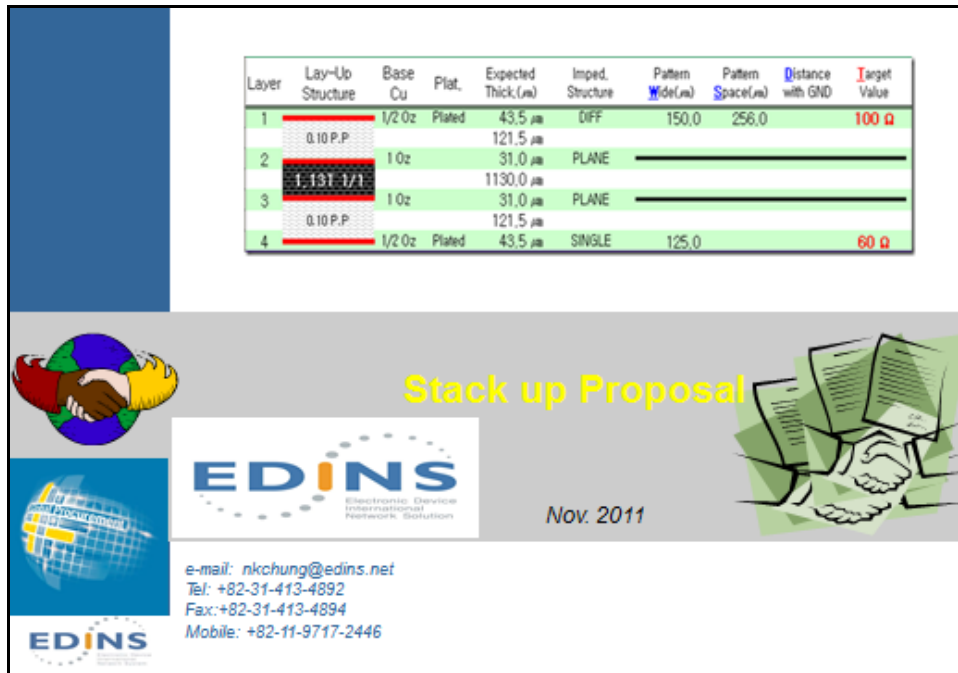 Layer Lay-Up Structure Base Cu Plat. Expected Thick.(㎛) Imped. Structure Pattern Wide(㎛) Pattern Space(㎛) Distance with GND Target Value
1 1/2 Oz Plated 43,5 ㎛ DIFF 150,0 256,0 100 Ω
0.10 P.P 121,5 ㎛
2 1 Oz 31,0 ㎛ PLANE
1,13T 1/1 1130,0 ㎛
3 1 Oz 31,0 ㎛ PLANE
0.10 P.P 121,5 ㎛
4 1/2 Oz Plated 43,5 ㎛ SINGLE 125,0 60 Ω
Stack up Proposal
EDiNS
Electronic Device
International
Network Solution
Nov. 2011
Global Procurement
e-mail: nkchung@edins.net
Tel: +82-31-413-4892
Fax:+82-31-413-4894
Mobile: +82-11-9717-2446
EDiNS